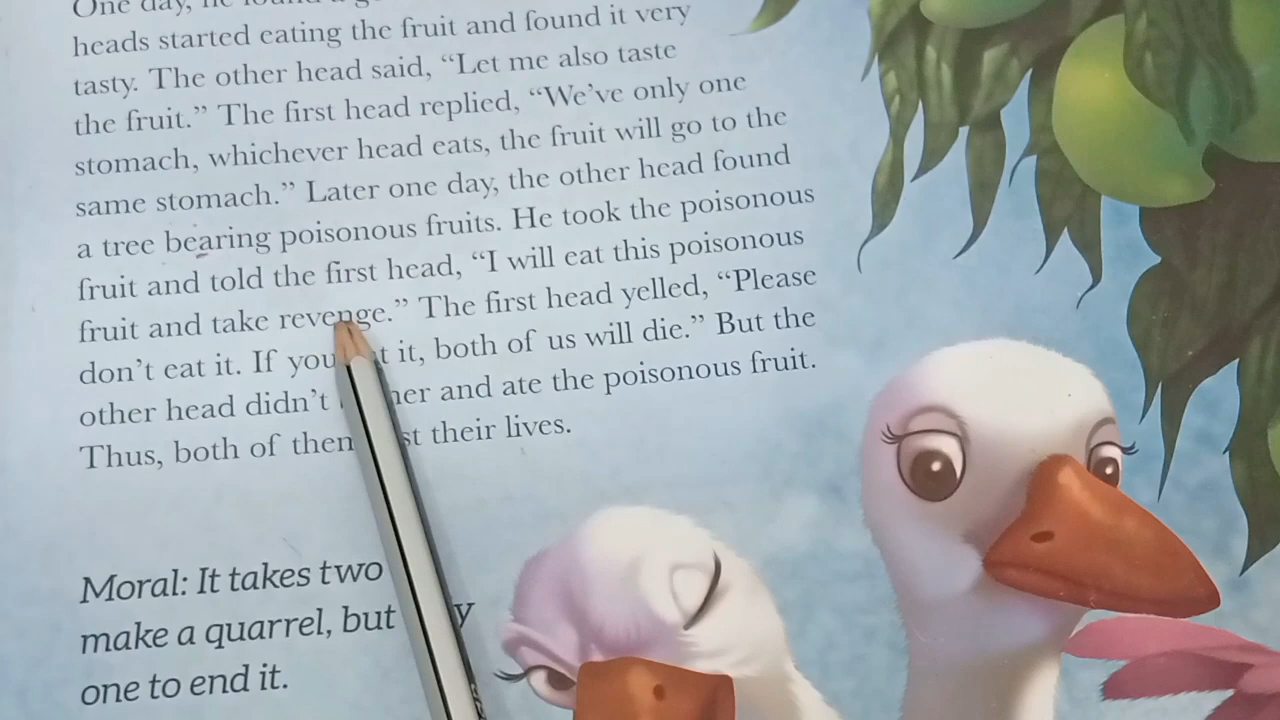 One day, he found a
heads started eating the fruit and found it very
tasty. The other head said, “Let me also taste
the fruit.” The first head replied, “We’ve only one
stomach, whichever head eats, the fruit will go to the
same stomach.” Later one day, the other head found
a tree bearing poisonous fruits. He took the poisonous
fruit and told the first head, “I will eat this poisonous
fruit and take revenge.” The first head yelled, “Please
don’t eat it. If you it, both of us will die.” But the
other head didn’t and ate the poisonous fruit.
Thus, both of their lives.
Moral: It takes two
make a quarrel, but
one to end it.